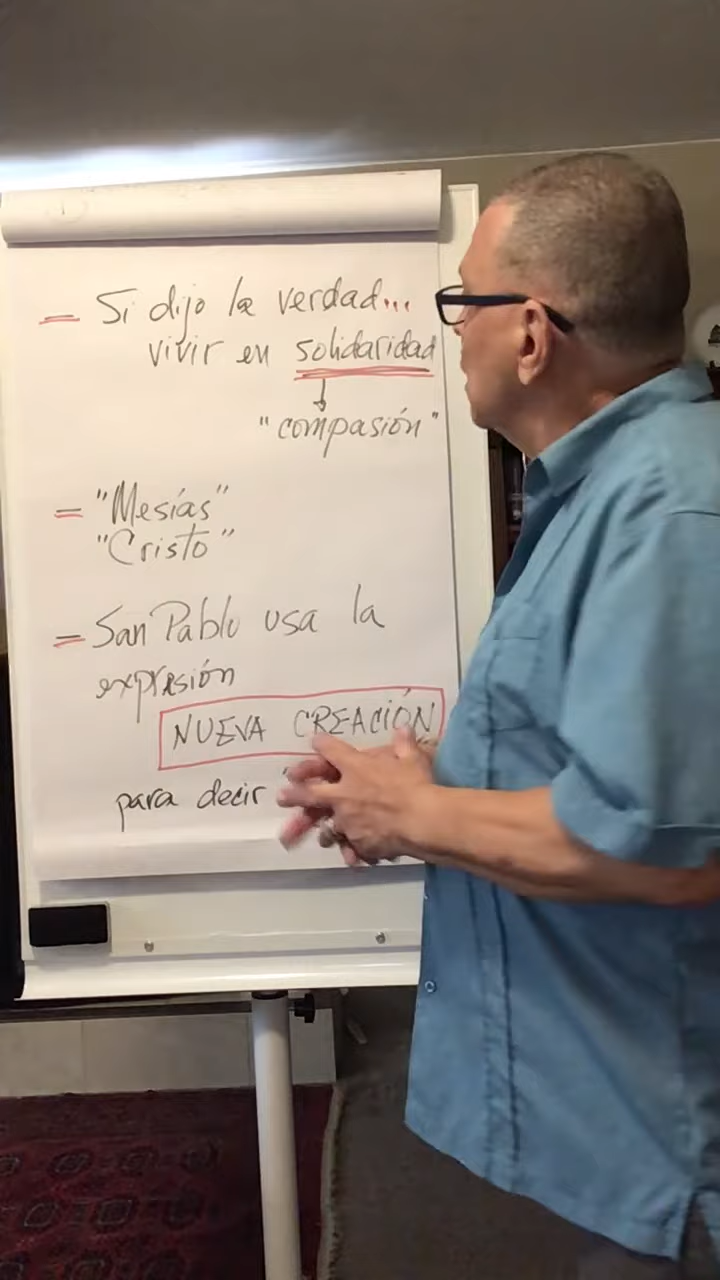 – Si dijo la verdad...
vivir en solidaridad
"compasión"
= "Mesías"
"Cristo"
= San Pablo usa la
expresión
NUEVA CREACIÓN
para decir "